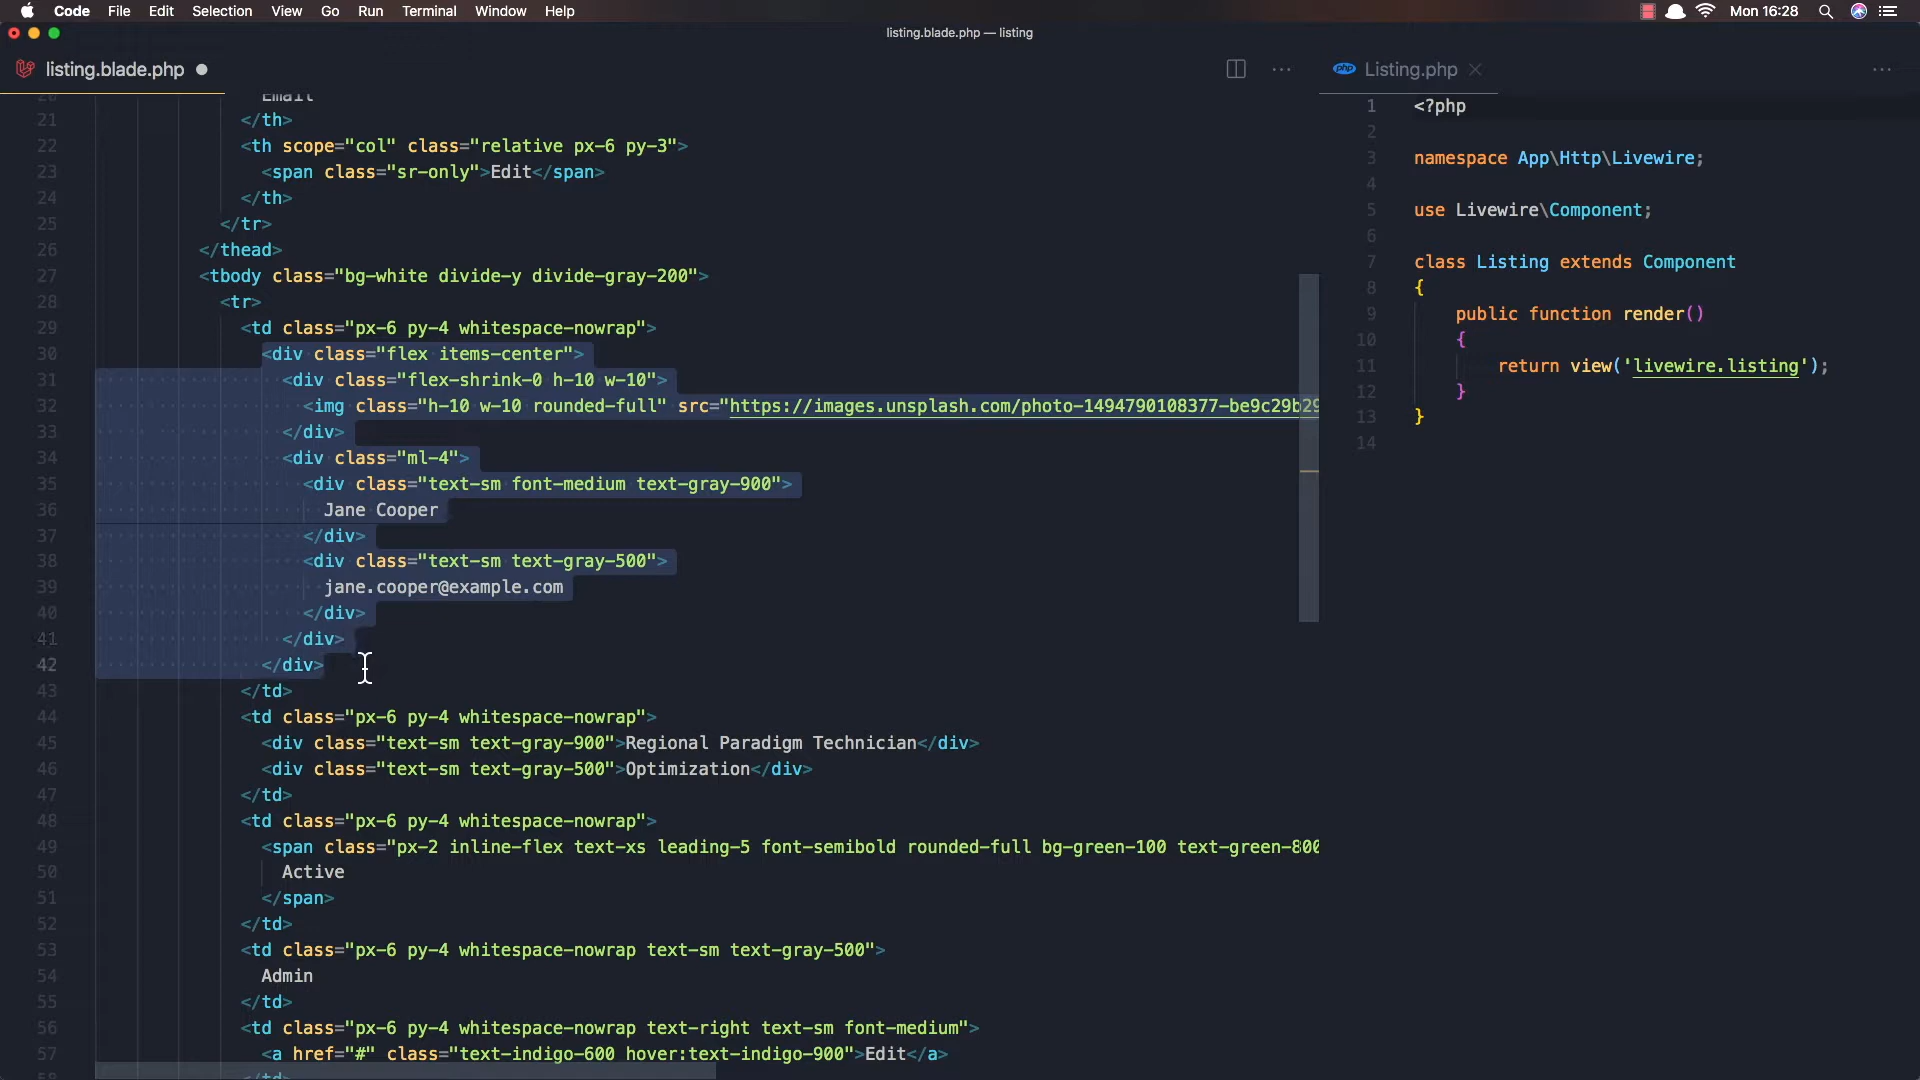 Code File Edit Selection View Go Run Terminal Window Help Mon 16:28
listing.blade.php — listing
listing.blade.php
Email
21 </th>
22 <th scope="col" class="relative px-6 py-3">
23 <span class="sr-only">Edit</span>
24 </th>
25 </tr>
26 </thead>
27 <tbody class="bg-white divide-y divide-gray-200">
28 <tr>
29 <td class="px-6 py-4 whitespace-nowrap">
30 <div class="flex items-center">
31 <div class="flex-shrink-0 h-10 w-10">
32 <img class="h-10 w-10 rounded-full" src="https://images.unsplash.com/photo-1494790108377-be9c29b29
33 </div>
34 <div class="ml-4">
35 <div class="text-sm font-medium text-gray-900">
36 Jane Cooper
37 </div>
38 <div class="text-sm text-gray-500">
39 jane.cooper@example.com
40 </div>
41 </div>
42 </div>
43 </td>
44 <td class="px-6 py-4 whitespace-nowrap">
45 <div class="text-sm text-gray-900">Regional Paradigm Technician</div>
46 <div class="text-sm text-gray-500">Optimization</div>
47 </td>
48 <td class="px-6 py-4 whitespace-nowrap">
49 <span class="px-2 inline-flex text-xs leading-5 font-semibold rounded-full bg-green-100 text-green-800
50 Active
51 </span>
52 </td>
53 <td class="px-6 py-4 whitespace-nowrap text-sm text-gray-500">
54 Admin
55 </td>
56 <td class="px-6 py-4 whitespace-nowrap text-right text-sm font-medium">
57 <a href="#" class="text-indigo-600 hover:text-indigo-900">Edit</a>
php Listing.php
1 <?php
2
3 namespace App\Http\Livewire;
4
5 use Livewire\Component;
6
7 class Listing extends Component
8 {
9 public function render()
10 {
11 return view('livewire.listing');
12 }
13 }
14